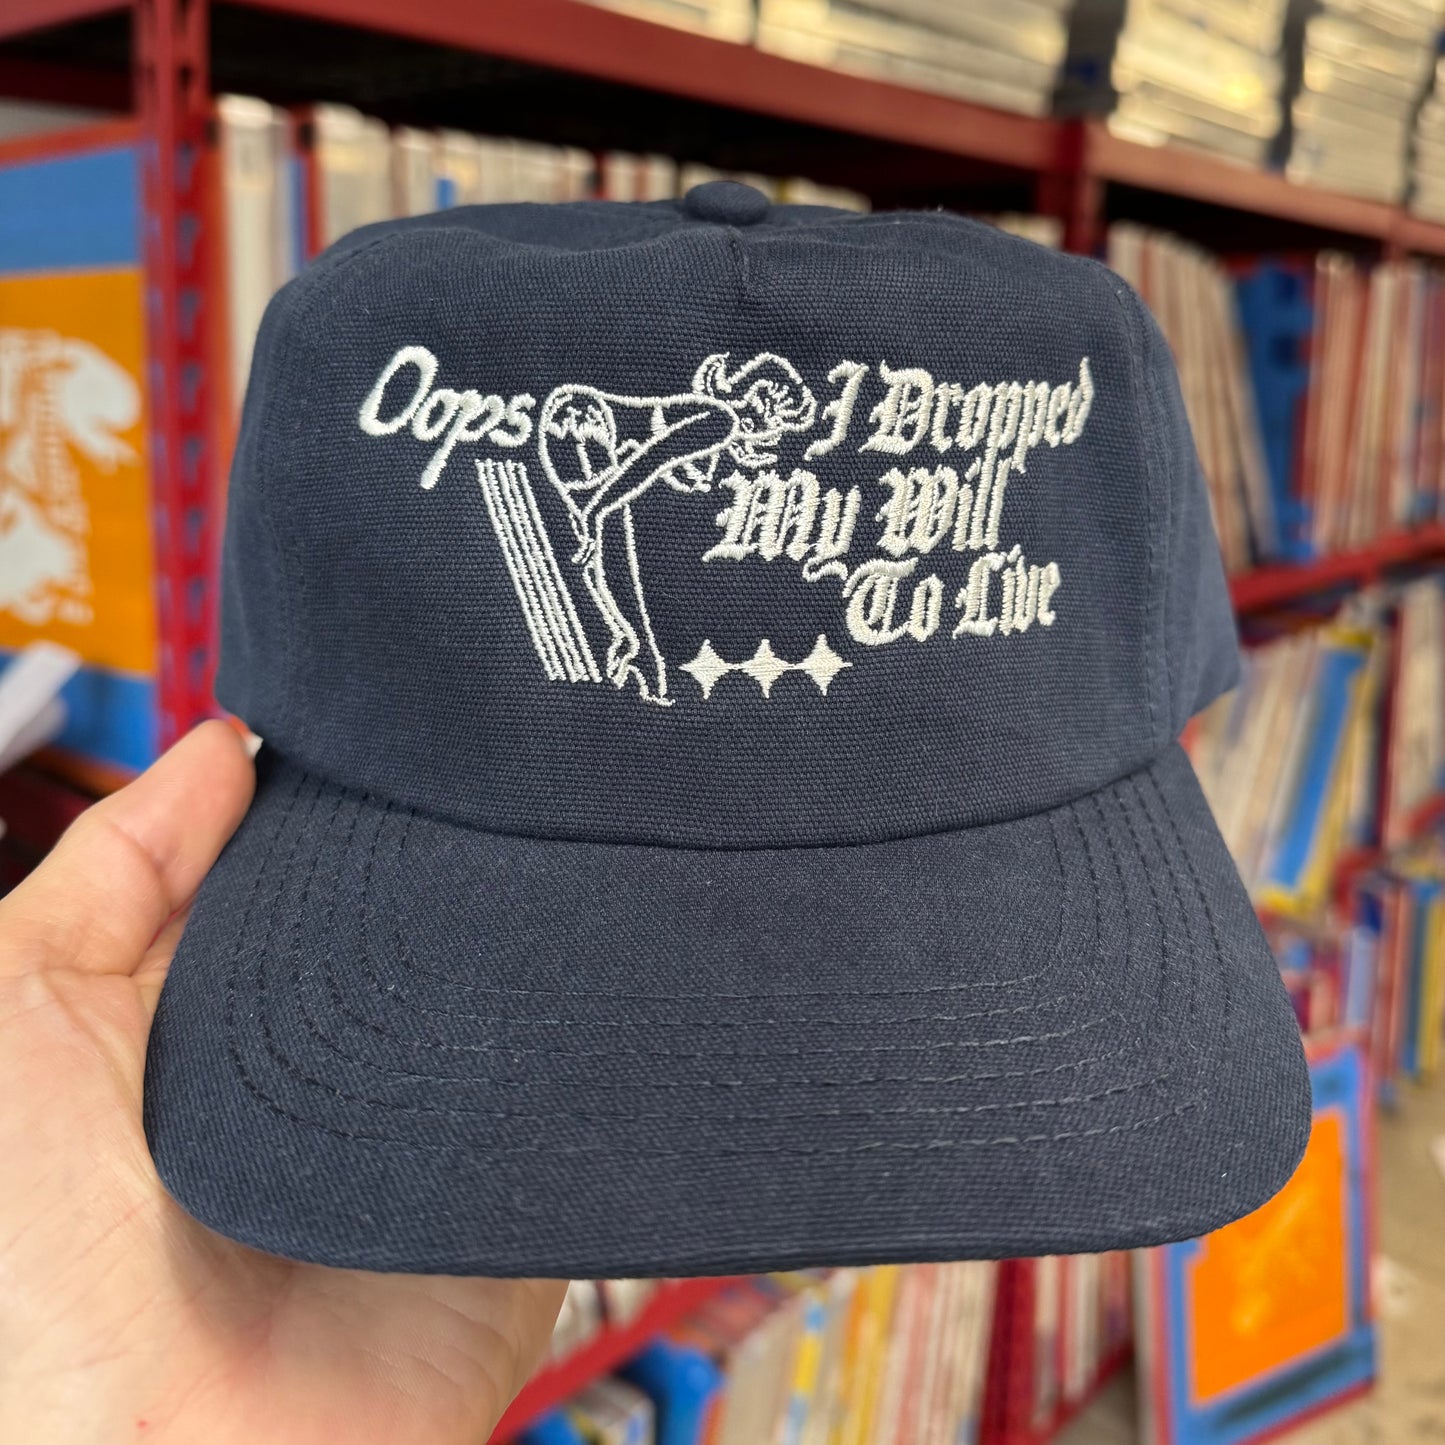 Oops
I Dropped
My Will
To Live